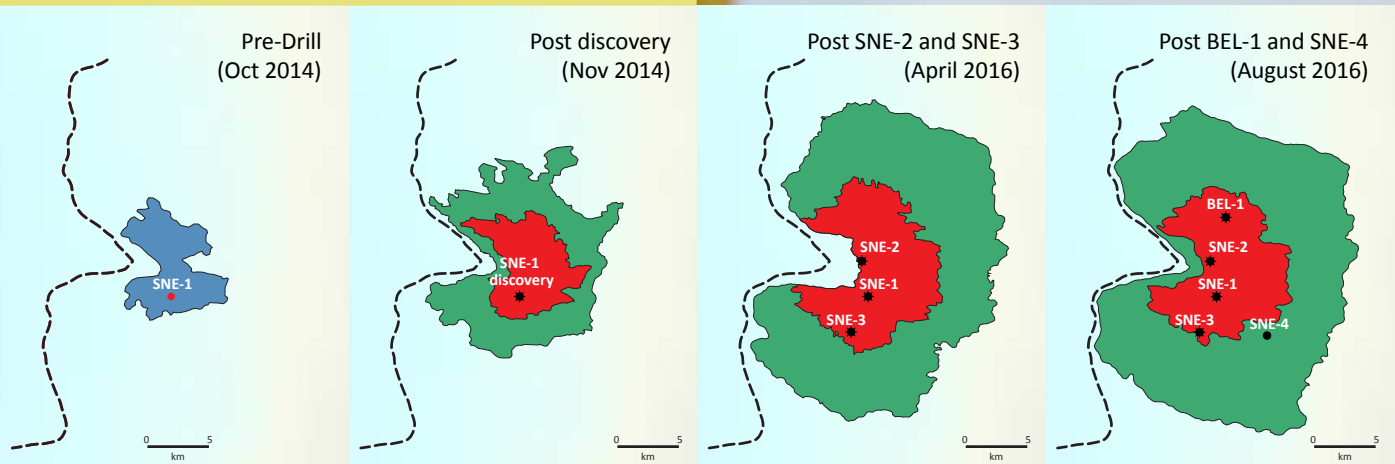 Pre-Drill
(Oct 2014)
SNE-1
0 5
km
Post discovery
(Nov 2014)
SNE-1
discovery
0 5
km
Post SNE-2 and SNE-3
(April 2016)
SNE-2
SNE-1
SNE-3
0 5
km
Post BEL-1 and SNE-4
(August 2016)
BEL-1
SNE-2
SNE-1
SNE-3
SNE-4
0 5
km